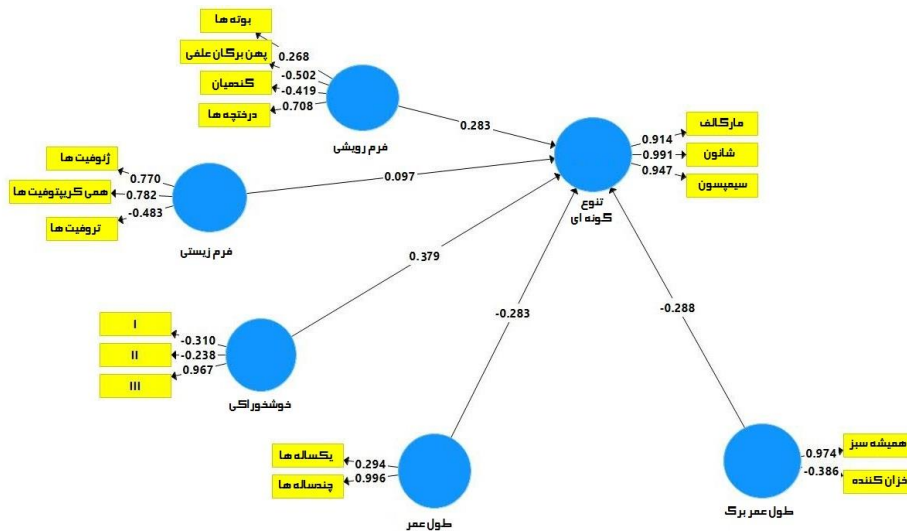 بوته ها
0.268
پهن برگان علفی
-0.502
گندمیان
-0.419
درختچه ها
0.708
فرم رویشی
0.283
مارگالف
0.914
شانون
0.991
سیمپسون
0.947
تنوع
گونه ای
ژئوفیت ها
0.770
همی کریپتوفیت ها
0.782
تروفیت ها
-0.483
فرم زیستی
0.097
I
-0.310
II
-0.238
III
0.967
خوشخوراکی
0.379
-0.283
-0.288
یکساله ها
0.294
چندساله ها
0.996
طول عمر
همیشه سبز
0.974
خزان کننده
-0.386
طول عمر برگ